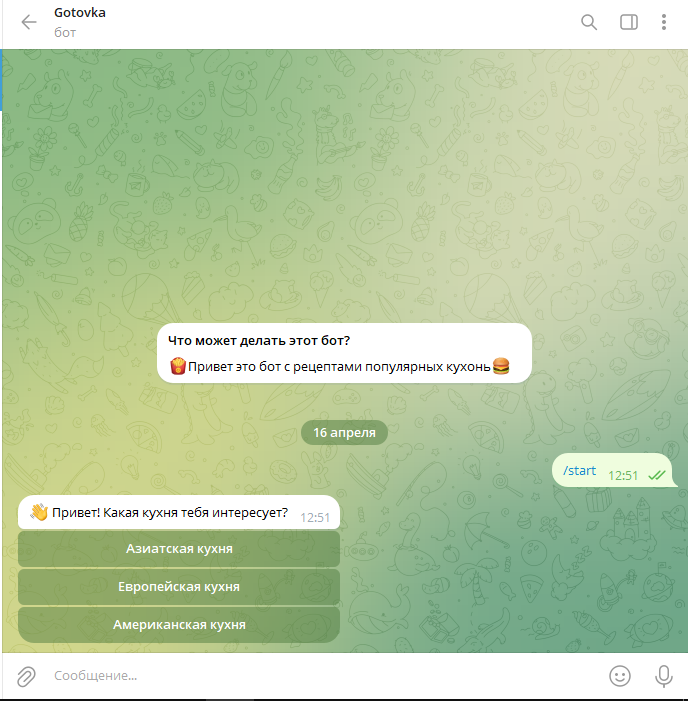 Gotovka
бот
Что может делать этот бот?
🍟Привет это бот с рецептами популярных кухонь🍔
16 апреля
/start 12:51
👋 Привет! Какая кухня тебя интересует? 12:51
Азиатская кухня
Европейская кухня
Американская кухня
Сообщение...